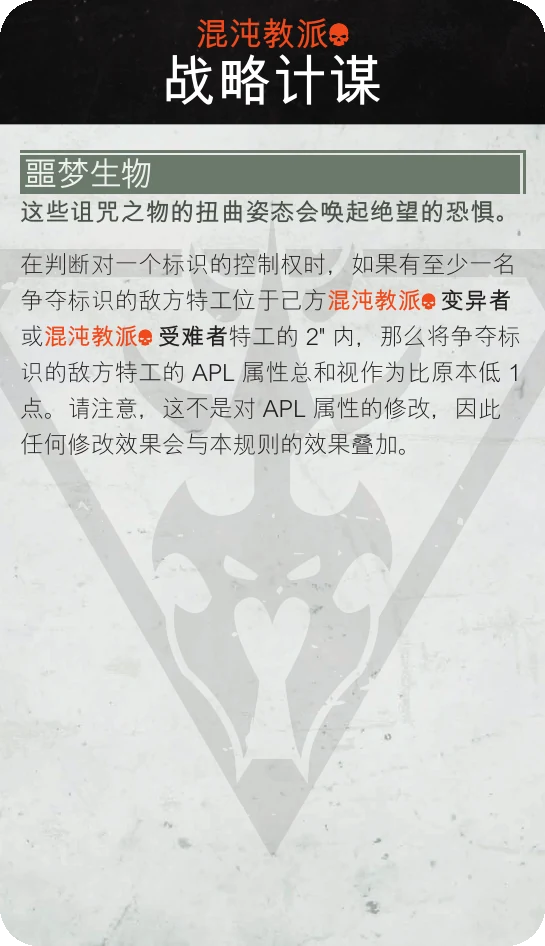 混沌教派
战略计谋
噩梦生物
这些诅咒之物的扭曲姿态会唤起绝望的恐惧。
在判断对一个标识的控制权时，如果有至少一名
争夺标识的敌方特工位于己方混沌教派 变异者
或混沌教派 受难者特工的 2" 内，那么将争夺标
识的敌方特工的 APL 属性总和视作为比原本低 1
点。请注意，这不是对 APL 属性的修改，因此
任何修改效果会与本规则的效果叠加。